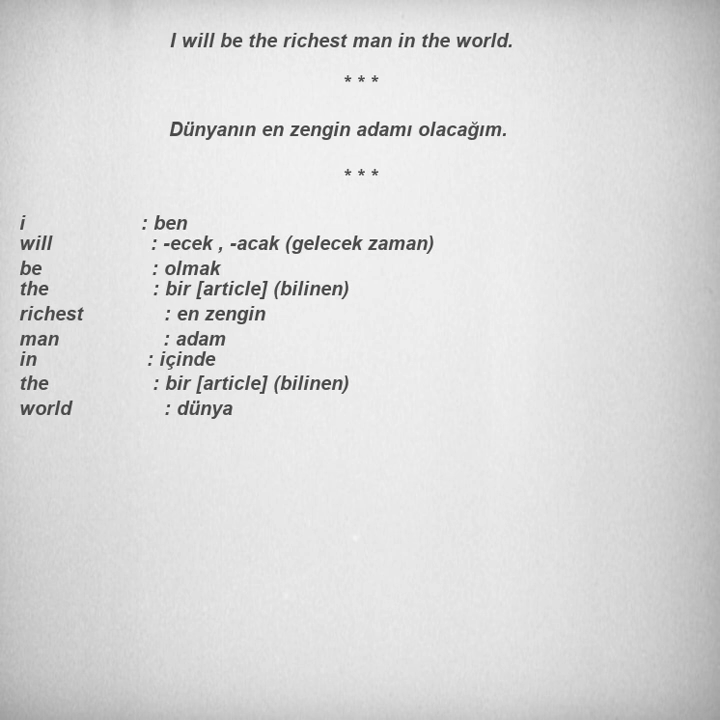 I will be the richest man in the world.
* * *
Dünyanın en zengin adamı olacağım.
* * *
i : ben
will : -ecek , -acak (gelecek zaman)
be : olmak
the : bir [article] (bilinen)
richest : en zengin
man : adam
in : içinde
the : bir [article] (bilinen)
world : dünya